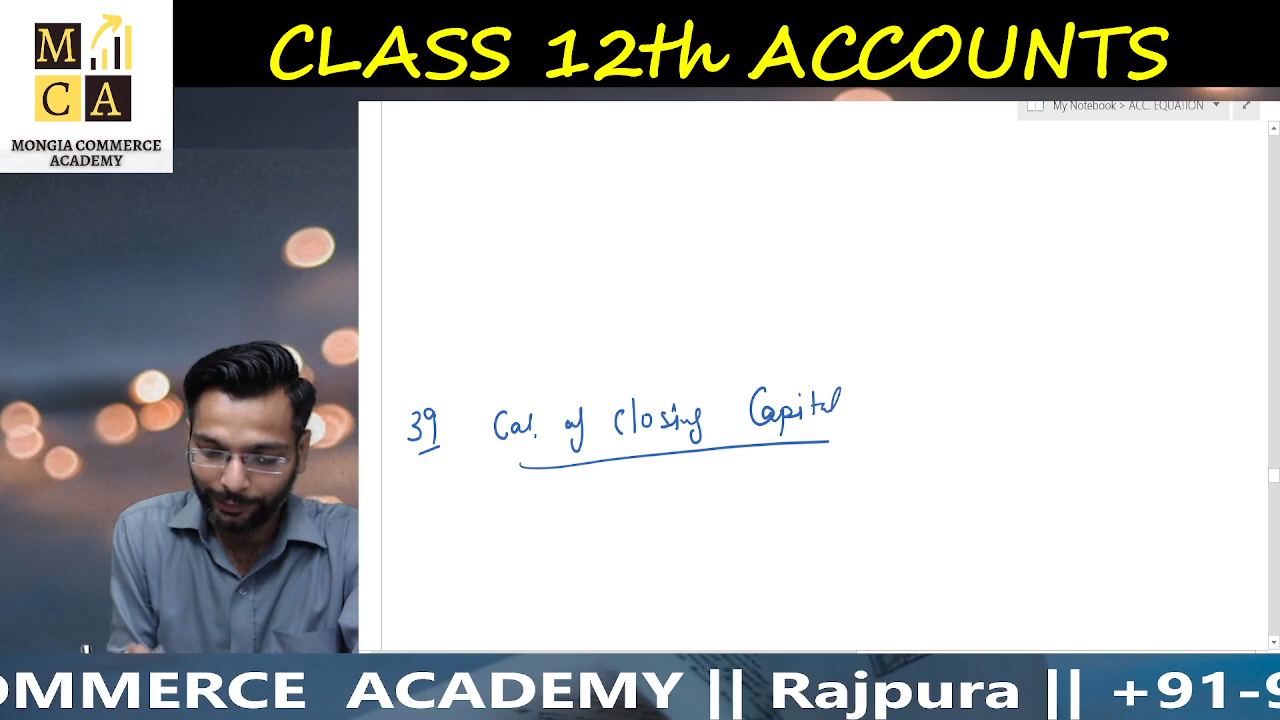 M
C A
MONGIA COMMERCE
ACADEMY
CLASS 12th ACCOUNTS
My Notebook > ACC. EQUATION
39 Cal. of closing Capital
OMMERCE ACADEMY || Rajpura || +91-9